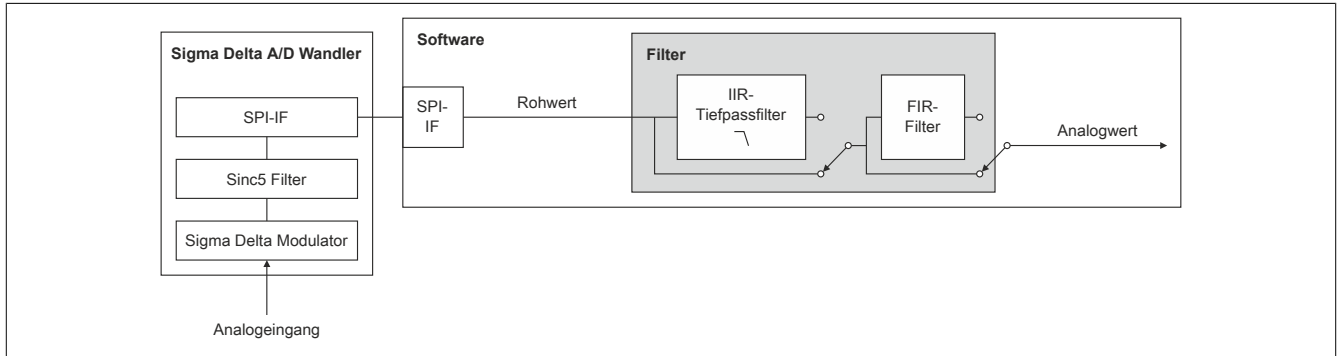 Sigma Delta A/D Wandler
SPI-IF
Sinc5 Filter
Sigma Delta Modulator
Analogeingang
Software
SPI-
IF
Rohwert
Filter
IIR-
Tiefpassfilter
FIR-
Filter
Analogwert